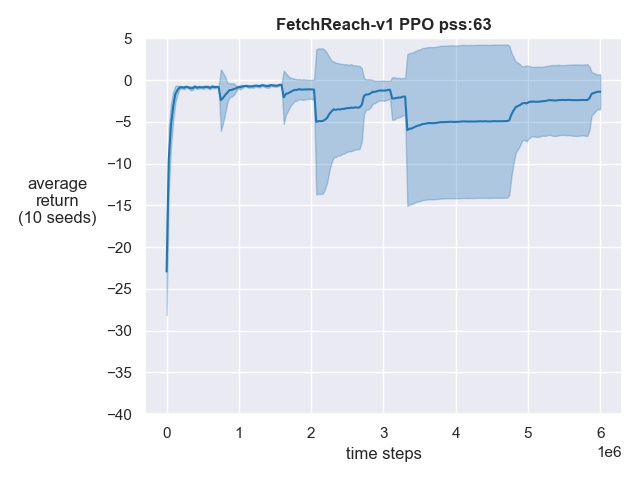 FetchReach-v1 PPO pss:63
5
0
−5
−10
−15
−20
−25
−30
−35
−40
average
return
(10 seeds)
0 1 2 3 4 5 6
1e6
time steps